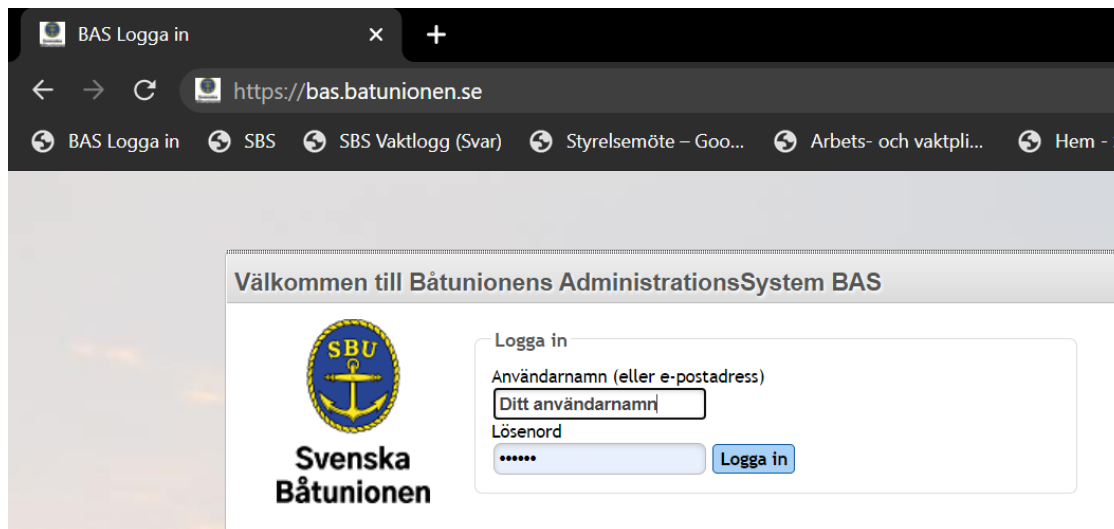 BAS Logga in
https://bas.batunionen.se
BAS Logga in SBS SBS Vaktlogg (Svar) Styrelsemöte – Goo... Arbets- och vaktpli... Hem -
Välkommen till Båtunionens AdministrationsSystem BAS
SBU
Svenska
Båtunionen
Logga in
Användarnamn (eller e-postadress)
Ditt användarnamn
Lösenord
•••••• Logga in